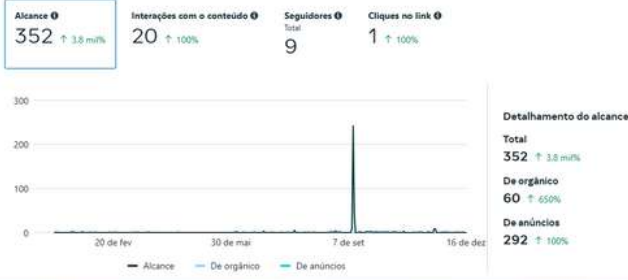 Alcance
352 ↑ 3.8 mil%
Interações com o conteúdo
20 ↑ 100%
Seguidores
Total
9
Cliques no link
1 ↑ 100%
300
200
100
0
20 de fev
30 de mai
7 de set
16 de dez
Alcance
De orgânico
De anúncios
Detalhamento do alcance
Total
352 ↑ 3.8 mil%
De orgânico
60 ↑ 650%
De anúncios
292 ↑ 100%